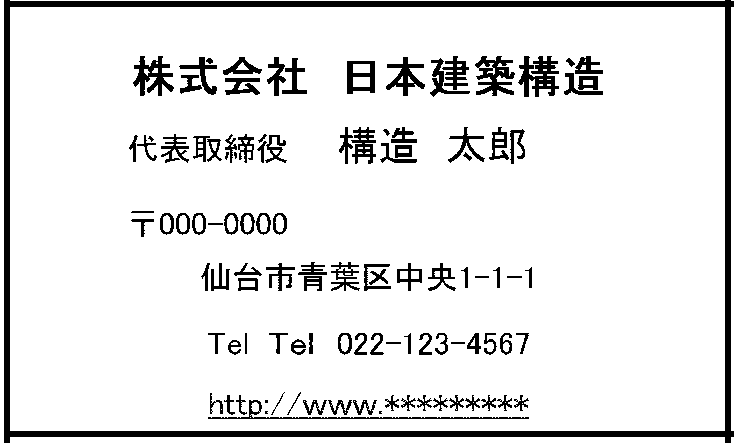 株式会社　日本建築構造
代表取締役　構造　太郎
〒000-0000
仙台市青葉区中央1-1-1
Tel　Tel　022-123-4567
http://www.*********